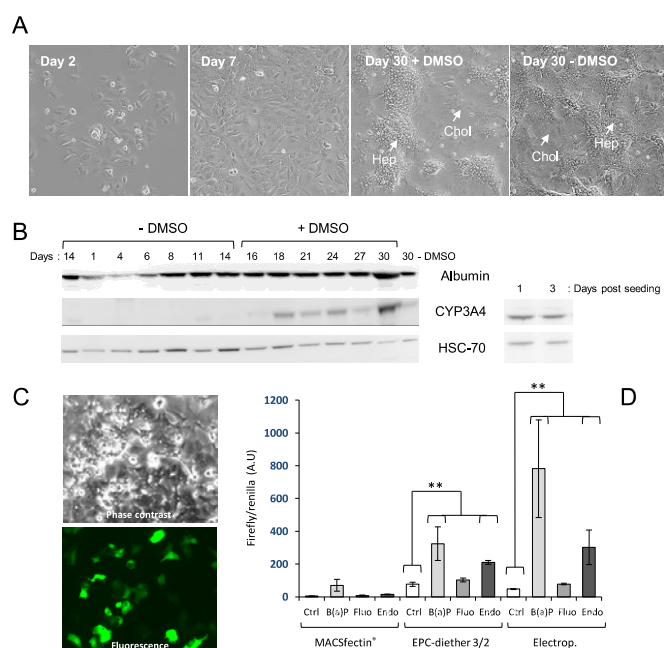 A
Day 2
Day 7
Day 30 + DMSO
Day 30 - DMSO
Hep
Chol
Chol
Hep
B
- DMSO
+ DMSO
Days : 14 1 4 6 8 11 14 16 18 21 24 27 30 30 - DMSO
Albumin
1 3 : Days post seeding
CYP3A4
HSC-70
C
D
Phase contrast
Fluorescence
Firefly/renilla (A.U)
1200
1000
800
600
400
200
0
**
**
Ctrl B(a)P Fluo Endo Ctrl B(a)P Fluo Endo Ctrl B(a)P Fluo Endo
MACSfectin® EPC-diether 3/2 Electrop.